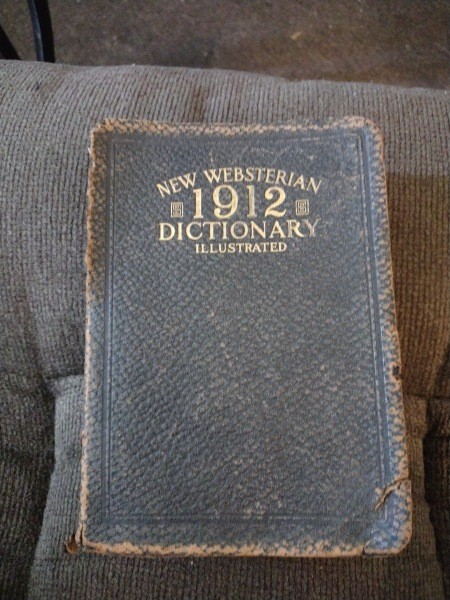 NEW WEBSTERIAN
1912
DICTIONARY
ILLUSTRATED